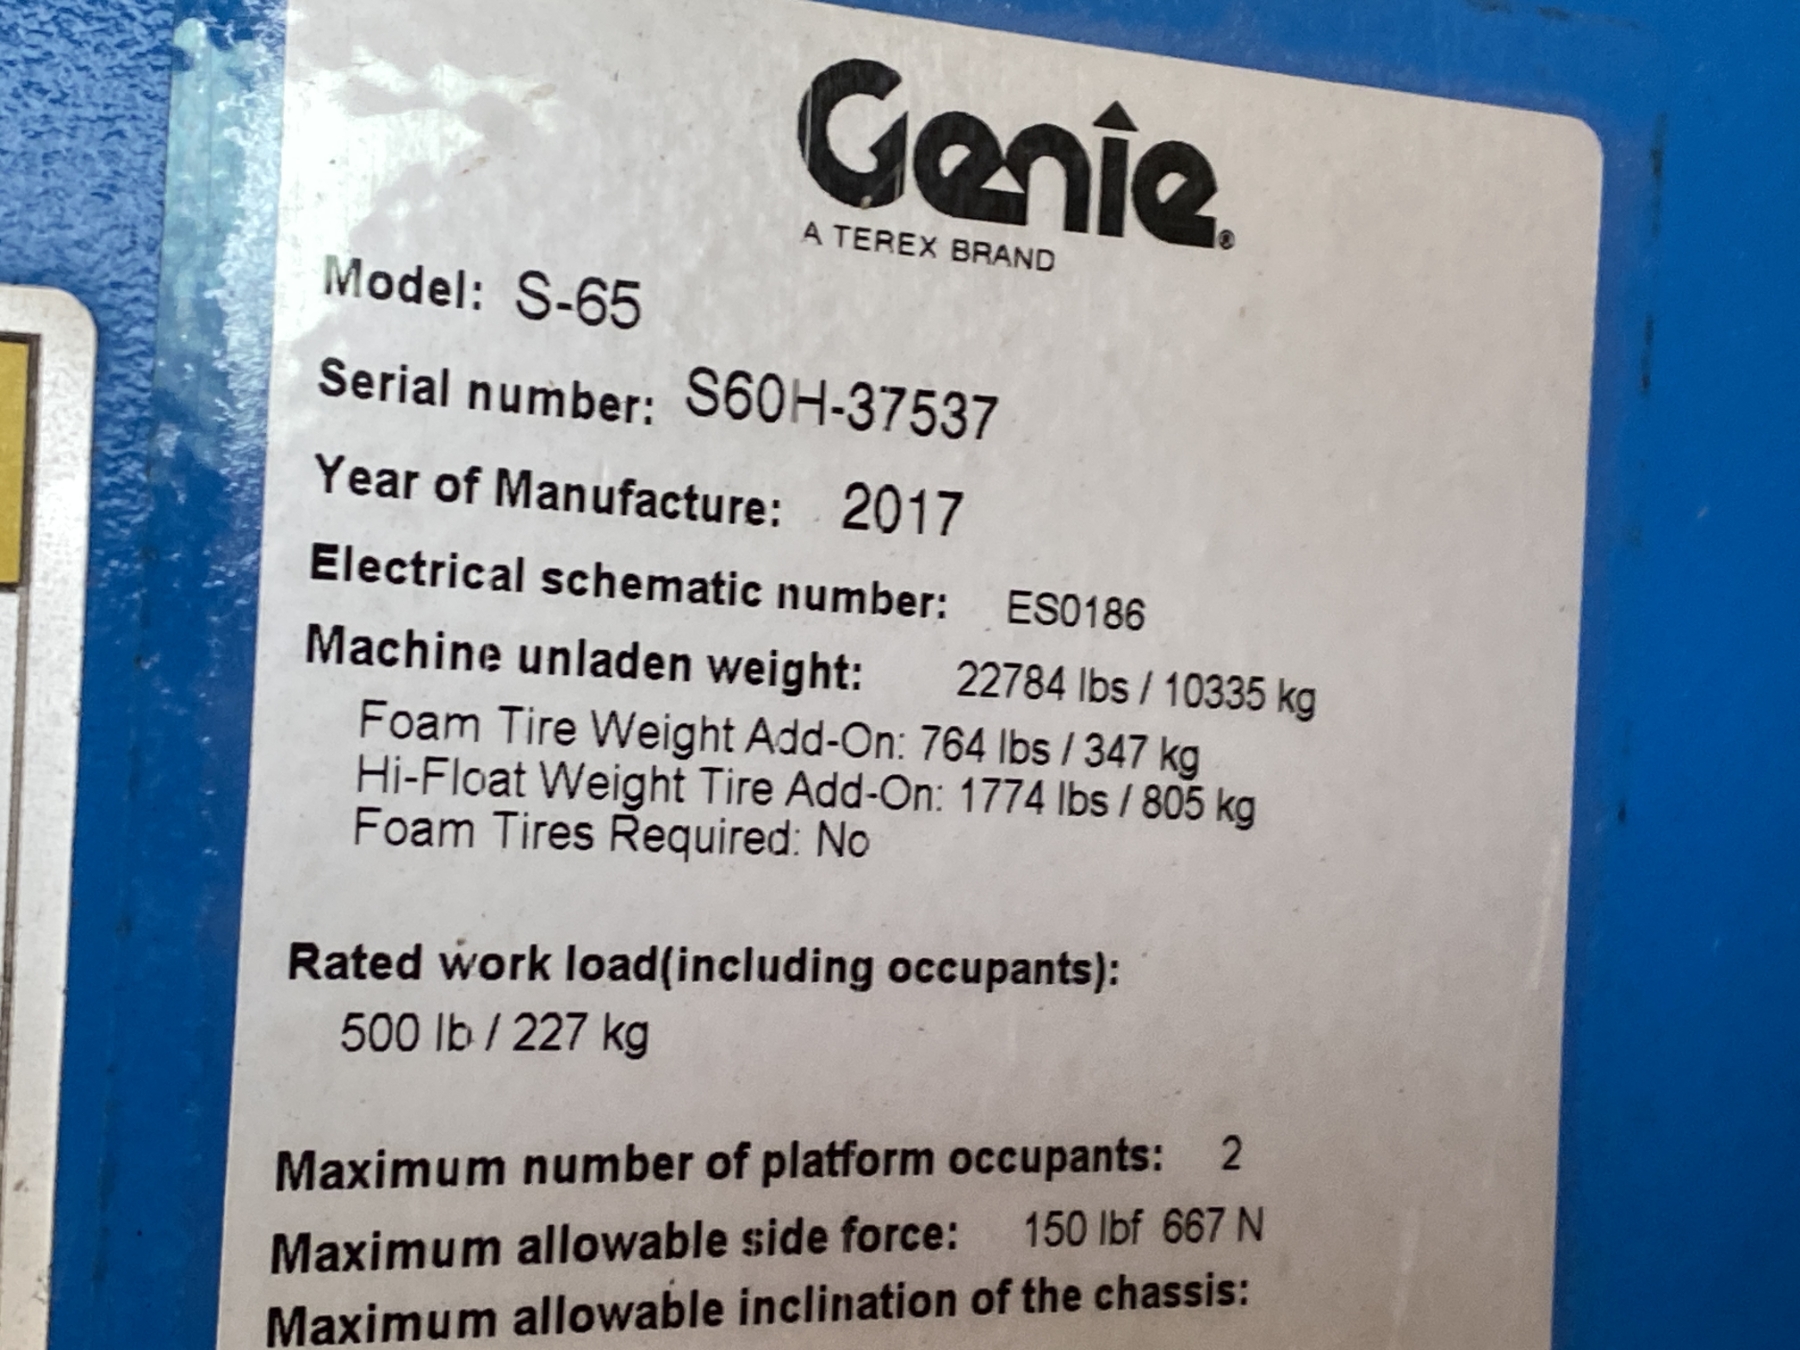 Genie®
A TEREX BRAND
Model: S-65
Serial number: S60H-37537
Year of Manufacture: 2017
Electrical schematic number: ES0186
Machine unladen weight: 22784 lbs / 10335 kg
Foam Tire Weight Add-On: 764 lbs / 347 kg
Hi-Float Weight Tire Add-On: 1774 lbs / 805 kg
Foam Tires Required: No
Rated work load(including occupants):
500 lb / 227 kg
Maximum number of platform occupants: 2
Maximum allowable side force: 150 lbf 667 N
Maximum allowable inclination of the chassis: